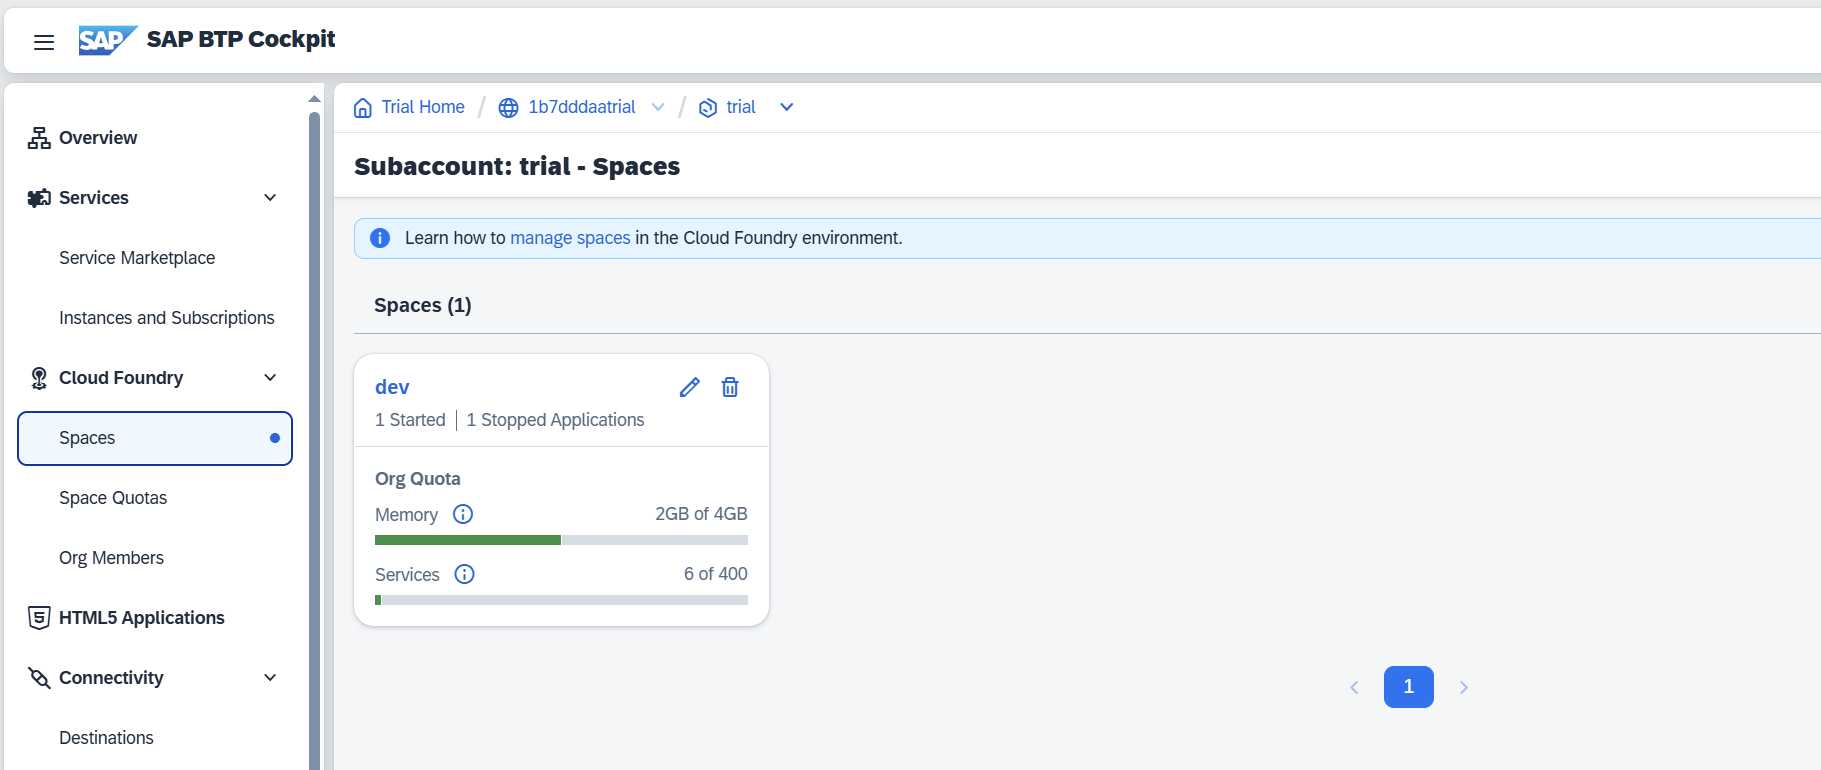 SAP SAP BTP Cockpit
Overview
Services
Service Marketplace
Instances and Subscriptions
Cloud Foundry
Spaces
Space Quotas
Org Members
HTML5 Applications
Connectivity
Destinations
Trial Home / 1b7dddaatrial / trial
Subaccount: trial - Spaces
Learn how to manage spaces in the Cloud Foundry environment.
Spaces (1)
dev
1 Started | 1 Stopped Applications
Org Quota
Memory 2GB of 4GB
Services 6 of 400
1